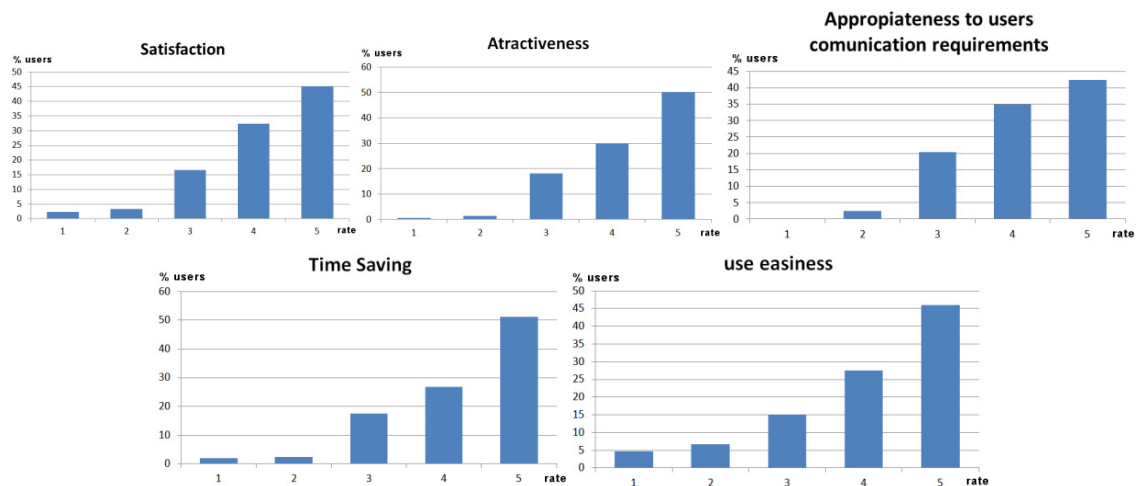 Satisfaction
% users
50
45
40
35
30
25
20
15
10
5
0
1 2 3 4 5 rate
Atractiveness
% users
60
50
40
30
20
10
0
1 2 3 4 5 rate
Appropiateness to users
comunication requirements
% users
45
40
35
30
25
20
15
10
5
0
1 2 3 4 5 rate
Time Saving
% users
60
50
40
30
20
10
0
1 2 3 4 5 rate
use easiness
% users
50
45
40
35
30
25
20
15
10
5
0
1 2 3 4 5 rate